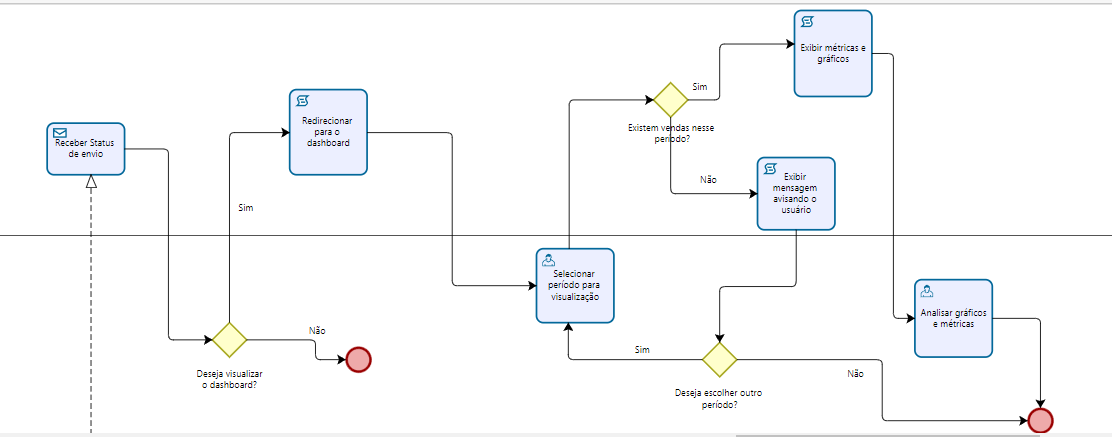 Receber Status
de envio
Redirecionar
para o
dashboard
Sim
Deseja visualizar
o dashboard?
Não
Selecionar
período para
visualização
Existem vendas nesse
período?
Sim
Não
Exibir métricas e
gráficos
Exibir
mensagem
avisando o
usuário
Sim
Deseja escolher outro
período?
Não
Analisar gráficos
e métricas